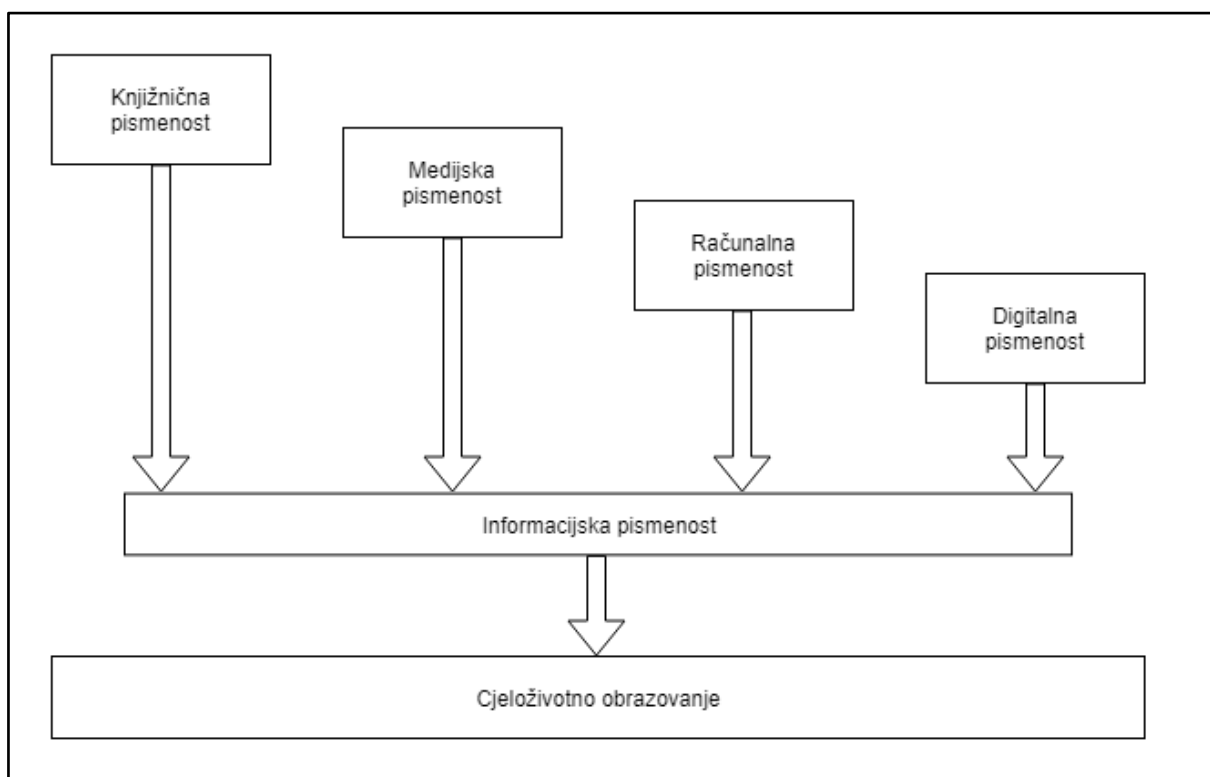 Knjižnična
pismenost
Medijska
pismenost
Računalna
pismenost
Digitalna
pismenost
Informacijska pismenost
Cjeloživotno obrazovanje